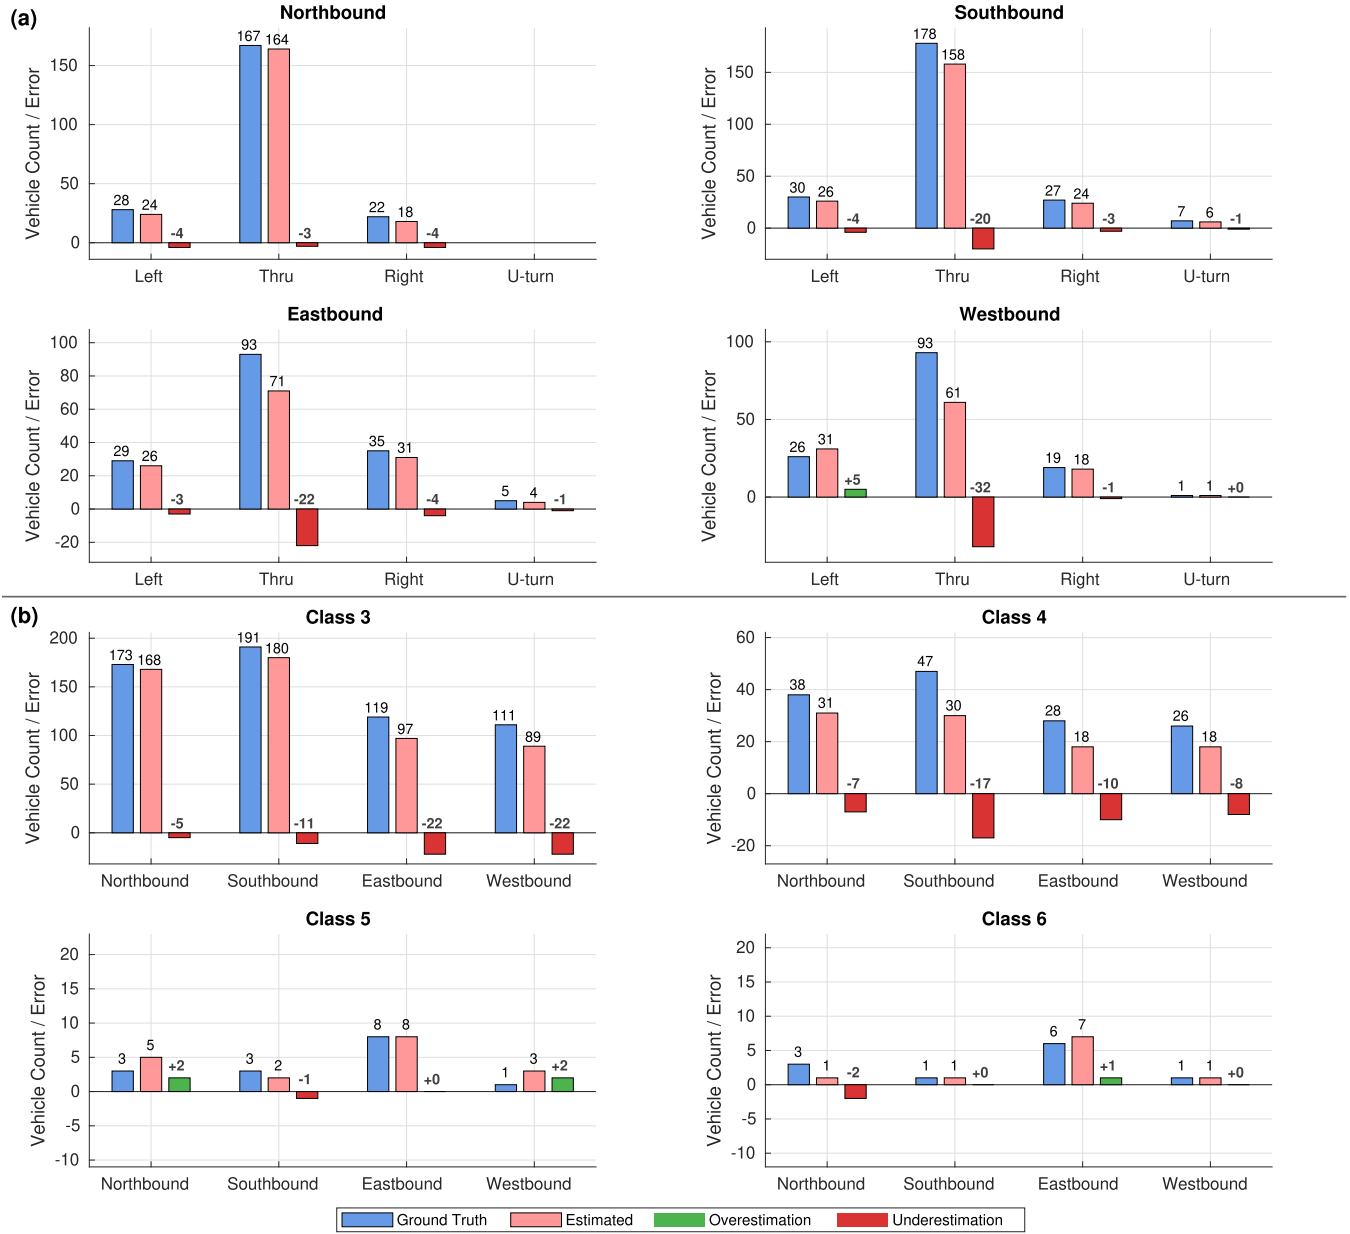 (a)
Northbound
Vehicle Count / Error
150
100
50
0
28
24
-4
167
164
-3
22
18
-4
Left
Thru
Right
U-turn
Southbound
Vehicle Count / Error
150
100
50
0
30
26
-4
178
158
-20
27
24
-3
7
6
-1
Left
Thru
Right
U-turn
Eastbound
Vehicle Count / Error
100
80
60
40
20
0
-20
29
26
-3
93
71
-22
35
31
-4
5
4
-1
Left
Thru
Right
U-turn
Westbound
Vehicle Count / Error
100
50
0
26
31
+5
93
61
-32
19
18
-1
1
1
+0
Left
Thru
Right
U-turn
(b)
Class 3
Vehicle Count / Error
200
150
100
50
0
173
168
-5
191
180
-11
119
97
-22
111
89
-22
Northbound
Southbound
Eastbound
Westbound
Class 4
Vehicle Count / Error
60
40
20
0
-20
38
31
-7
47
30
-17
28
18
-10
26
18
-8
Northbound
Southbound
Eastbound
Westbound
Class 5
Vehicle Count / Error
20
15
10
5
0
-5
-10
3
5
+2
3
2
-1
8
8
+0
1
3
+2
Northbound
Southbound
Eastbound
Westbound
Class 6
Vehicle Count / Error
20
15
10
5
0
-5
-10
3
1
-2
1
1
+0
6
7
+1
1
1
+0
Northbound
Southbound
Eastbound
Westbound
Ground Truth
Estimated
Overestimation
Underestimation